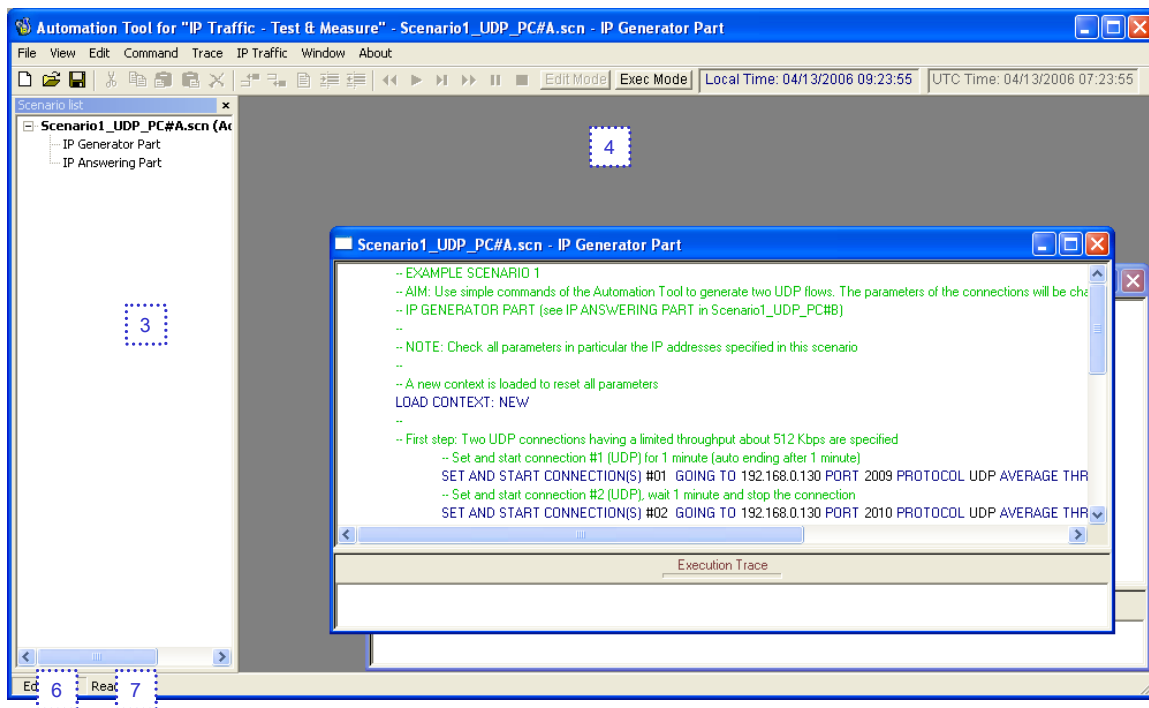 Automation Tool for "IP Traffic - Test & Measure" - Scenario1_UDP_PC#A.scn - IP Generator Part
File View Edit Command Trace IP Traffic Window About
Edit Mode Exec Mode Local Time: 04/13/2006 09:23:55 UTC Time: 04/13/2006 07:23:55
Scenario list
Scenario1_UDP_PC#A.scn (Ac
IP Generator Part
IP Answering Part
3
4
Scenario1_UDP_PC#A.scn - IP Generator Part
-- EXAMPLE SCENARIO 1
-- AIM: Use simple commands of the Automation Tool to generate two UDP flows. The parameters of the connections will be cha
-- IP GENERATOR PART (see IP ANSWERING PART in Scenario1_UDP_PC#B)
--
-- NOTE: Check all parameters in particular the IP addresses specified in this scenario
--
-- A new context is loaded to reset all parameters
LOAD CONTEXT: NEW
--
-- First step: Two UDP connections having a limited throughput about 512 Kbps are specified
-- Set and start connection #1 (UDP) for 1 minute (auto ending after 1 minute)
SET AND START CONNECTION(S) #01 GOING TO 192.168.0.130 PORT 2009 PROTOCOL UDP AVERAGE THR
-- Set and start connection #2 (UDP), wait 1 minute and stop the connection
SET AND START CONNECTION(S) #02 GOING TO 192.168.0.130 PORT 2010 PROTOCOL UDP AVERAGE THR
Execution Trace
Ed 6 Read 7